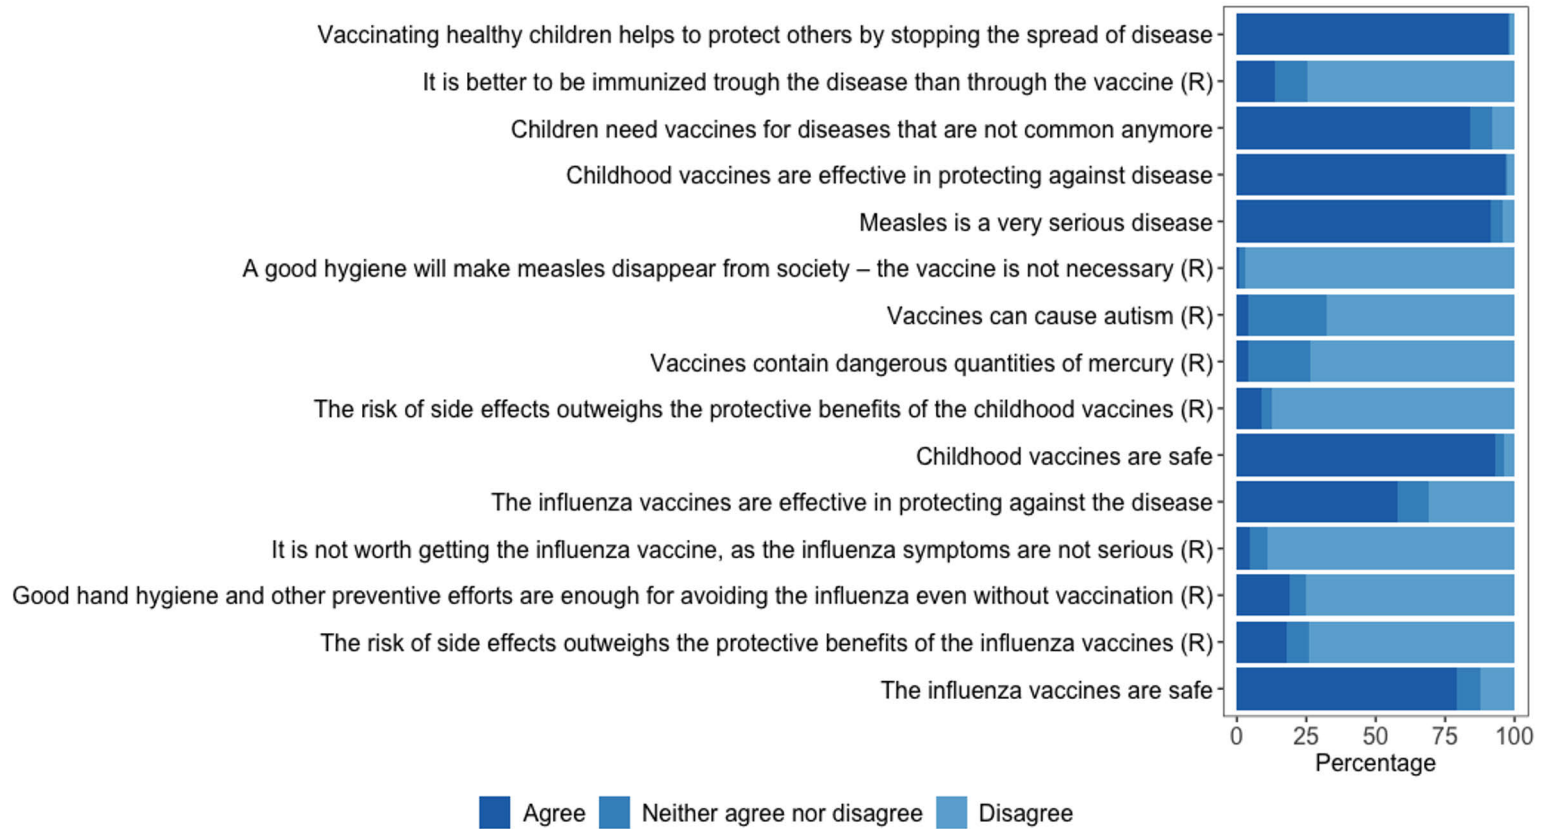 Vaccinating healthy children helps to protect others by stopping the spread of disease
It is better to be immunized trough the disease than through the vaccine (R)
Children need vaccines for diseases that are not common anymore
Childhood vaccines are effective in protecting against disease
Measles is a very serious disease
A good hygiene will make measles disappear from society – the vaccine is not necessary (R)
Vaccines can cause autism (R)
Vaccines contain dangerous quantities of mercury (R)
The risk of side effects outweighs the protective benefits of the childhood vaccines (R)
Childhood vaccines are safe
The influenza vaccines are effective in protecting against the disease
It is not worth getting the influenza vaccine, as the influenza symptoms are not serious (R)
Good hand hygiene and other preventive efforts are enough for avoiding the influenza even without vaccination (R)
The risk of side effects outweighs the protective benefits of the influenza vaccines (R)
The influenza vaccines are safe
0 25 50 75 100
Percentage
Agree Neither agree nor disagree Disagree